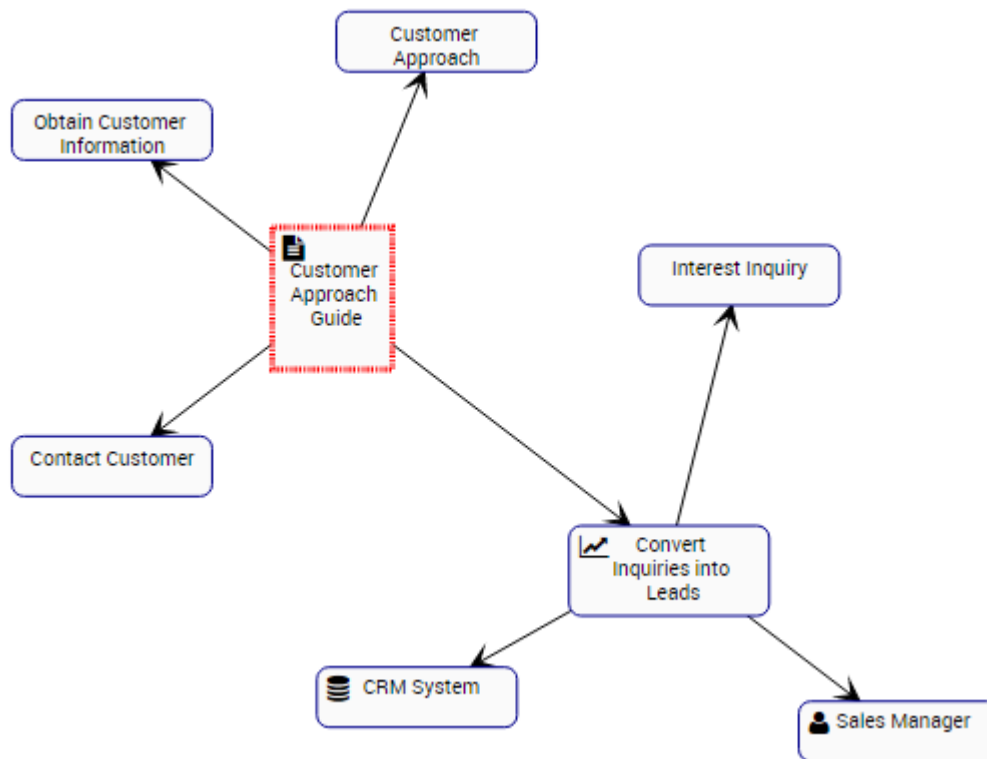 Customer
Approach
Obtain Customer
Information
Customer
Approach
Guide
Interest Inquiry
Contact Customer
Convert
Inquiries into
Leads
CRM System
Sales Manager